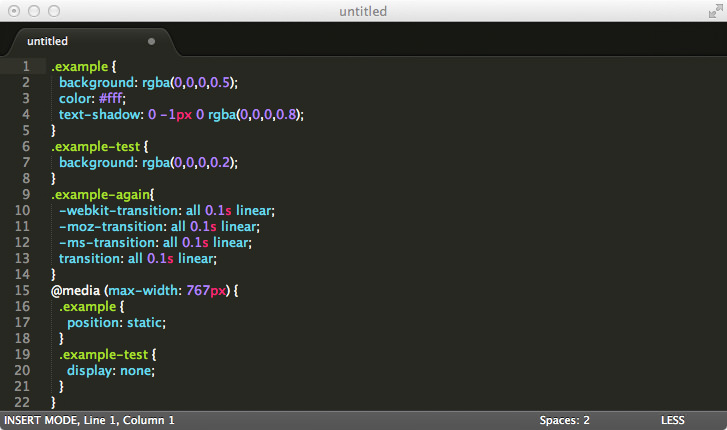 untitled
untitled
1 .example {
2   background: rgba(0,0,0,0.5);
3   color: #fff;
4   text-shadow: 0 -1px 0 rgba(0,0,0,0.8);
5 }
6 .example-test {
7   background: rgba(0,0,0,0.2);
8 }
9 .example-again{
10   -webkit-transition: all 0.1s linear;
11   -moz-transition: all 0.1s linear;
12   -ms-transition: all 0.1s linear;
13   transition: all 0.1s linear;
14 }
15 @media (max-width: 767px) {
16   .example {
17     position: static;
18   }
19   .example-test {
20     display: none;
21   }
22 }
INSERT MODE, Line 1, Column 1 Spaces: 2 LESS